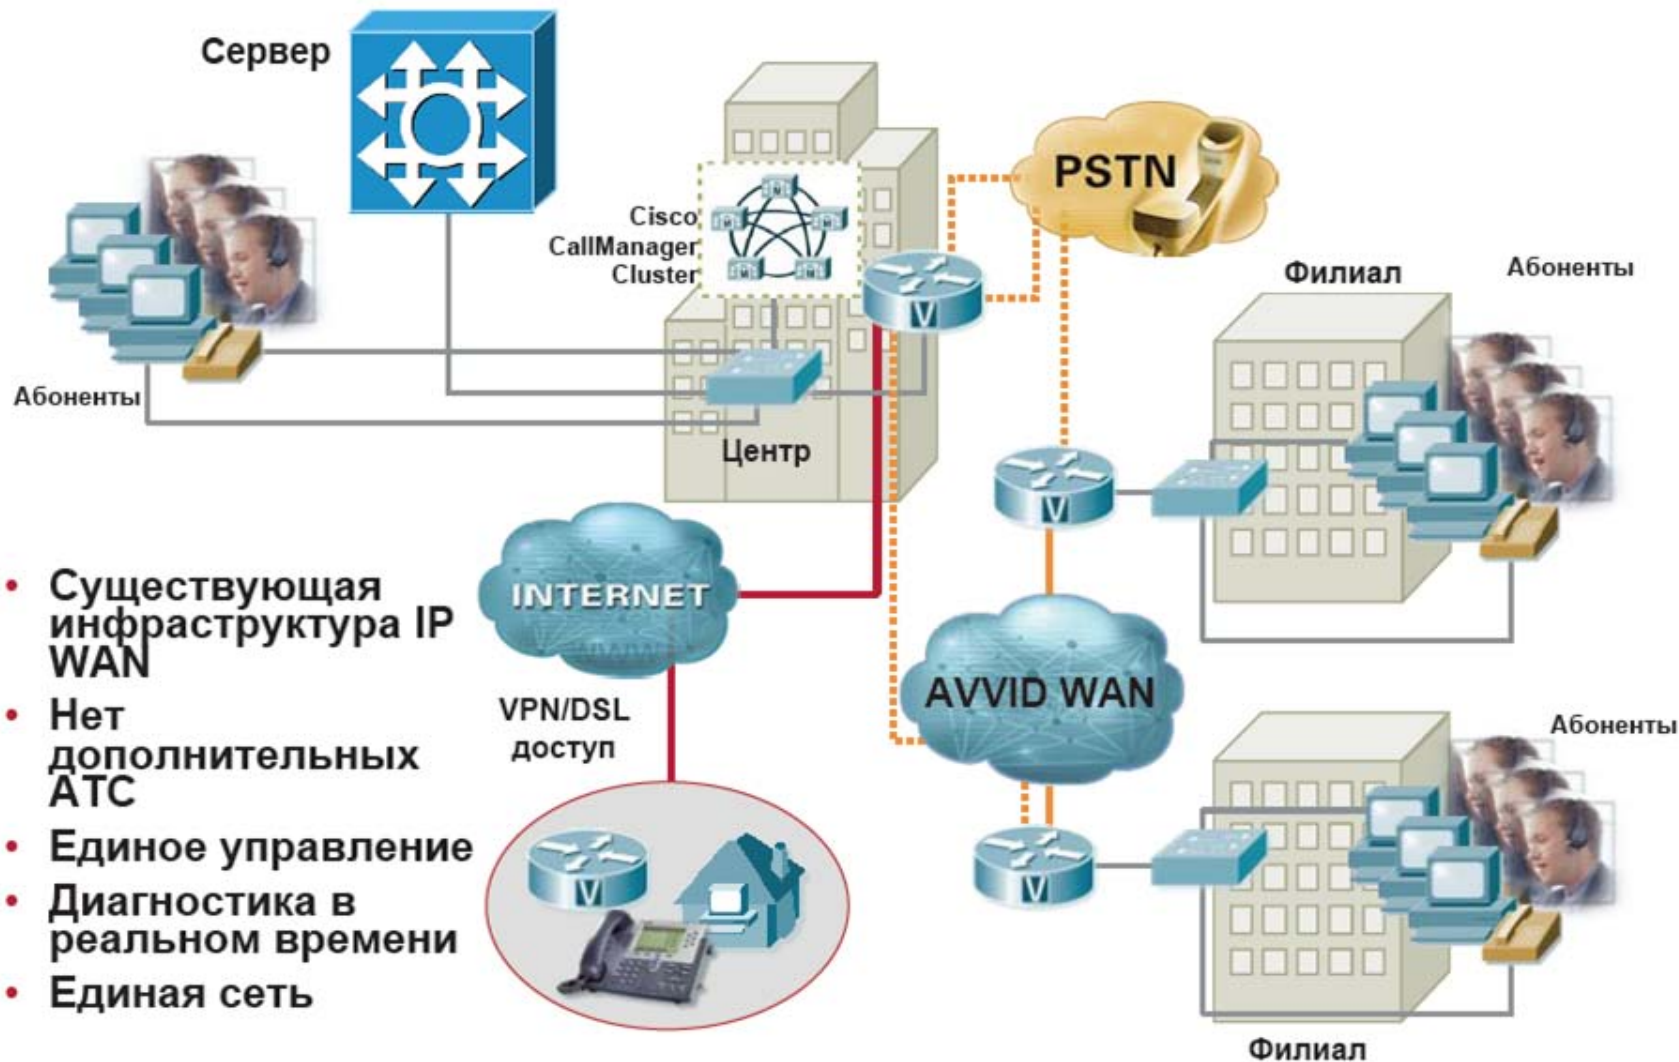 Сервер
Cisco
CallManager
Cluster
PSTN
V
Филиал
Абоненты
Абоненты
Центр
V
INTERNET
• Существующая
инфраструктура IP
WAN
AVVID WAN
VPN/DSL
доступ
• Нет
дополнительных
АТС
Абоненты
• Единое управление
V
V
• Диагностика в
реальном времени
• Единая сеть
Филиал